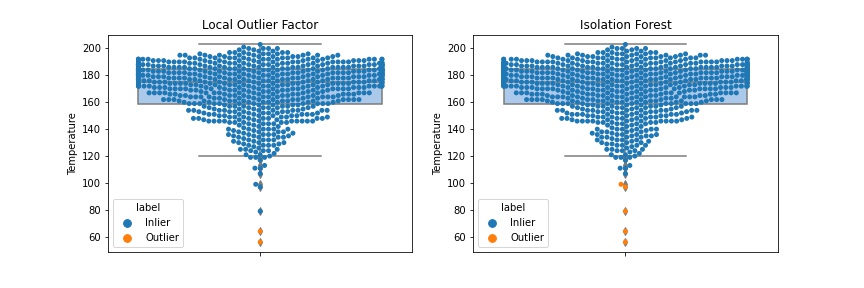 Local Outlier Factor
Temperature
200
180
160
140
120
100
80
60
label
Inlier
Outlier
Isolation Forest
Temperature
200
180
160
140
120
100
80
60
label
Inlier
Outlier